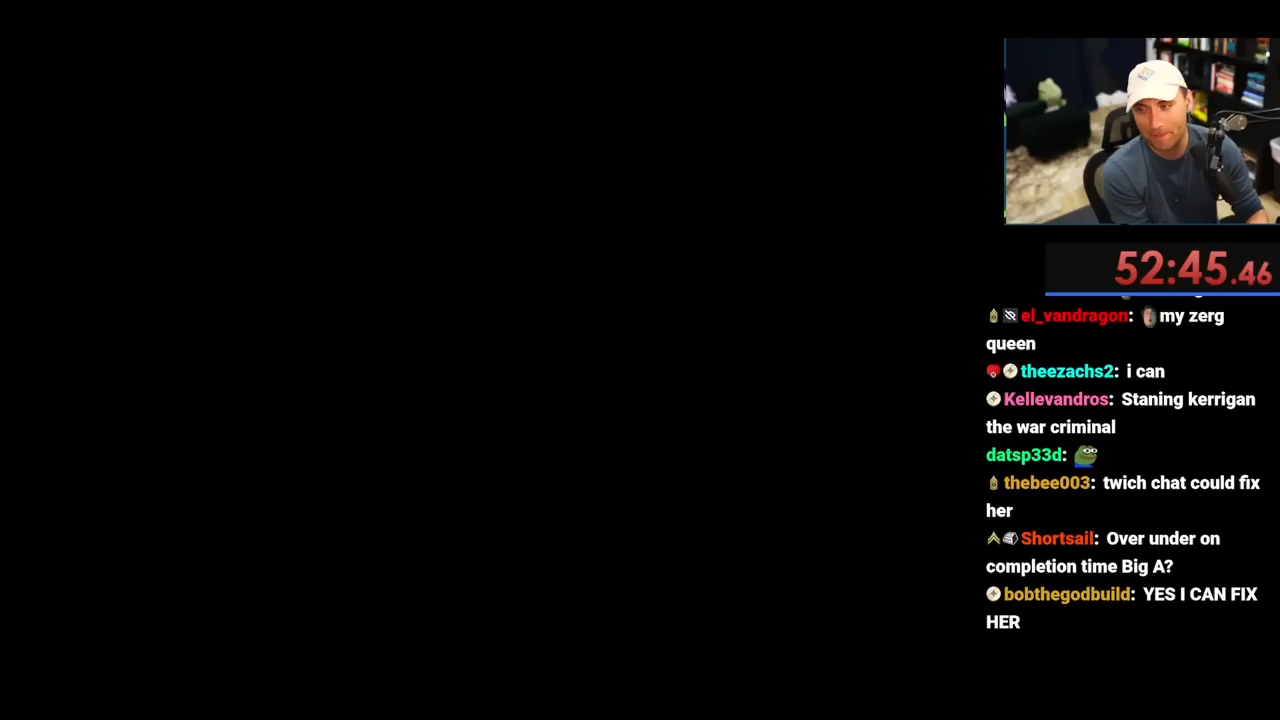 52:45.46
el_vandragon: my zerg
queen
theezachs2: i can
Kellevandros: Staning kerrigan
the war criminal
datsp33d:
thebee003: twich chat could fix
her
Shortsail: Over under on
completion time Big A?
bobthegodbuild: YES I CAN FIX
HER